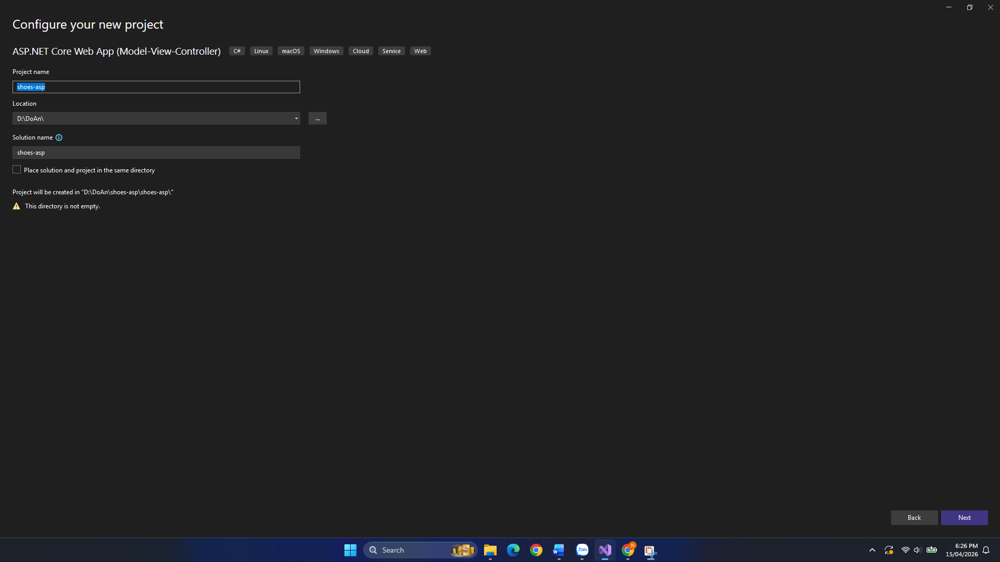 Configure your new project
ASP.NET Core Web App (Model-View-Controller) C# Linux macOS Windows Cloud Service Web
Project name
shoes-asp
Location
D:\DoAn\
...
Solution name
shoes-asp
Place solution and project in the same directory
Project will be created in "D:\DoAn\shoes-asp\shoes-asp\"
This directory is not empty.
Back Next
Search
Zalo
N
6:26 PM
15/04/2026